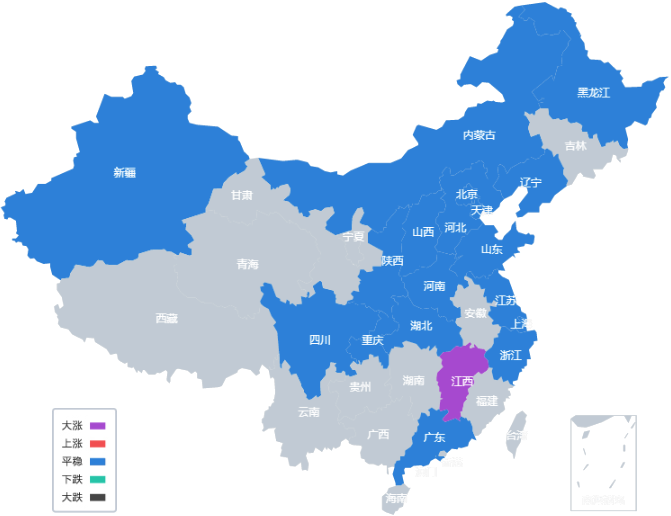 黑龙江
内蒙古
吉林
新疆
辽宁
甘肃
北京
天津
宁夏
山西
河北
山东
青海
陕西
河南
江苏
西藏
安徽
上海
湖北
四川
重庆
浙江
江西
湖南
贵州
福建
云南
广西
广东
台湾
海南
大涨
上涨
平稳
下跌
大跌